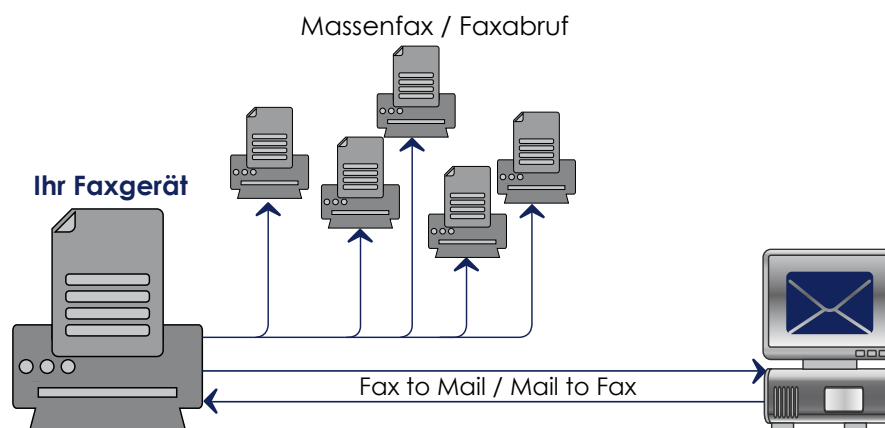 Massenfax / Faxabruf
Ihr Faxgerät
Fax to Mail / Mail to Fax